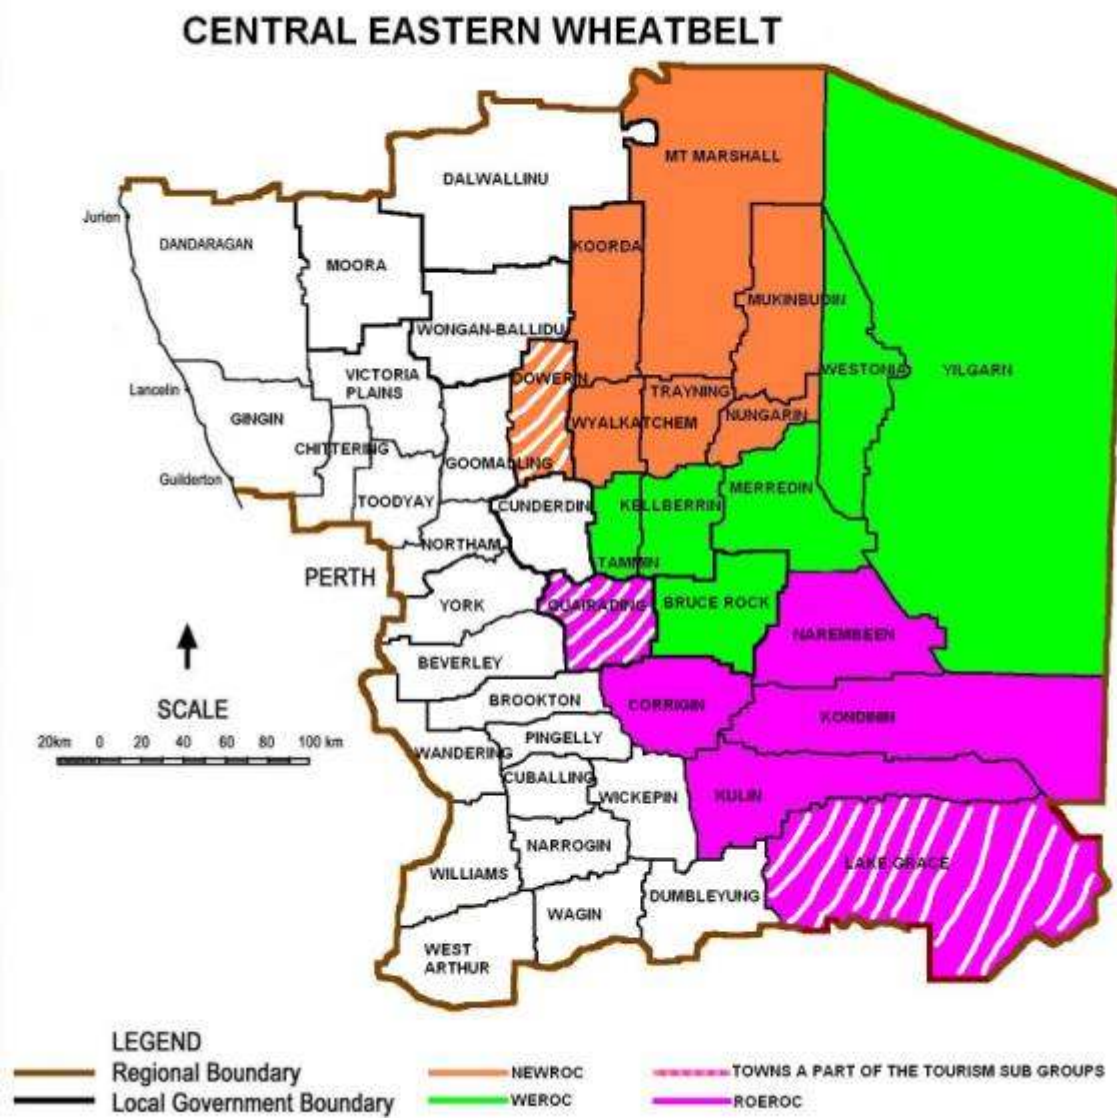 CENTRAL EASTERN WHEATBELT
MT MARSHALL
DALWALLINU
Jurien
DANDARAGAN
KOORDA
MOORA
MUKINBUDIN
WONGAN-BALLIDU
WESTONIA
YILGARN
DOWERIN
VICTORIA
PLAINS
Lancelin
TRAYNING
NUNGARIN
GINGIN
WYALKATCHEM
CHITTERING
GOOMALLING
Guilderton
MERREDIN
TOODYAY
CUNDERDIN
KELLBERRIN
NORTHAM
TAMMIN
PERTH
YORK
QUAIRADING
BRUCE ROCK
NAREMBEEN
BEVERLEY
BROOKTON
CORRIGIN
SCALE
KONDININ
PINGELLY
20km 0 20 40 60 80 100 km
WANDERING
CUBALLING
WICKEPIN
KULIN
NARROGIN
LAKE GRACE
WILLIAMS
DUMBLEYUNG
WAGIN
WEST
ARTHUR
LEGEND
Regional Boundary
NEWROC
TOWNS A PART OF THE TOURISM SUB GROUPS
Local Government Boundary
WEROC
ROEROC